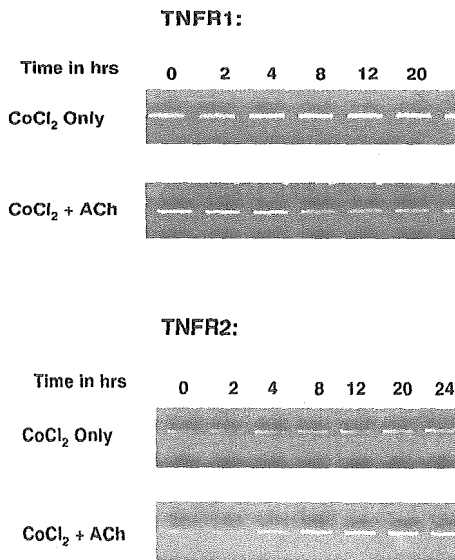 TNFR1:
Time in hrs 0 2 4 8 12 20
CoCl2 Only
CoCl2 + ACh
TNFR2:
Time in hrs 0 2 4 8 12 20 24
CoCl2 Only
CoCl2 + ACh